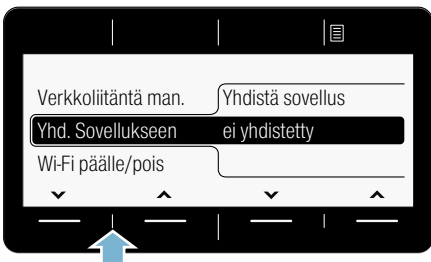 Verkkoliitäntä man. Yhdistä sovellus
Yhd. Sovellukseen ei yhdistetty
Wi-Fi päälle/pois